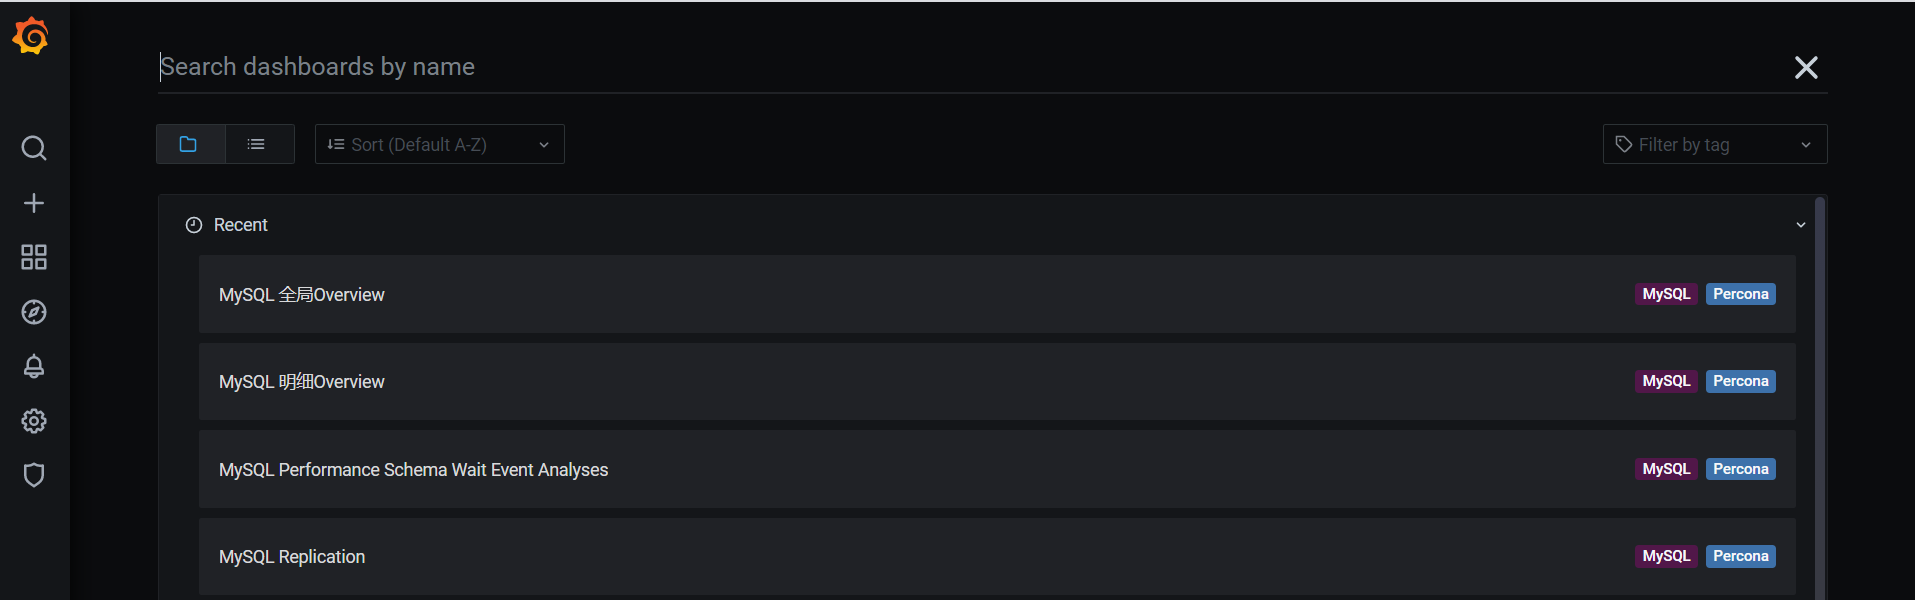 Search dashboards by name
Sort (Default A-Z)
Filter by tag
Recent
MySQL 全局Overview MySQL Percona
MySQL 明细Overview MySQL Percona
MySQL Performance Schema Wait Event Analyses MySQL Percona
MySQL Replication MySQL Percona